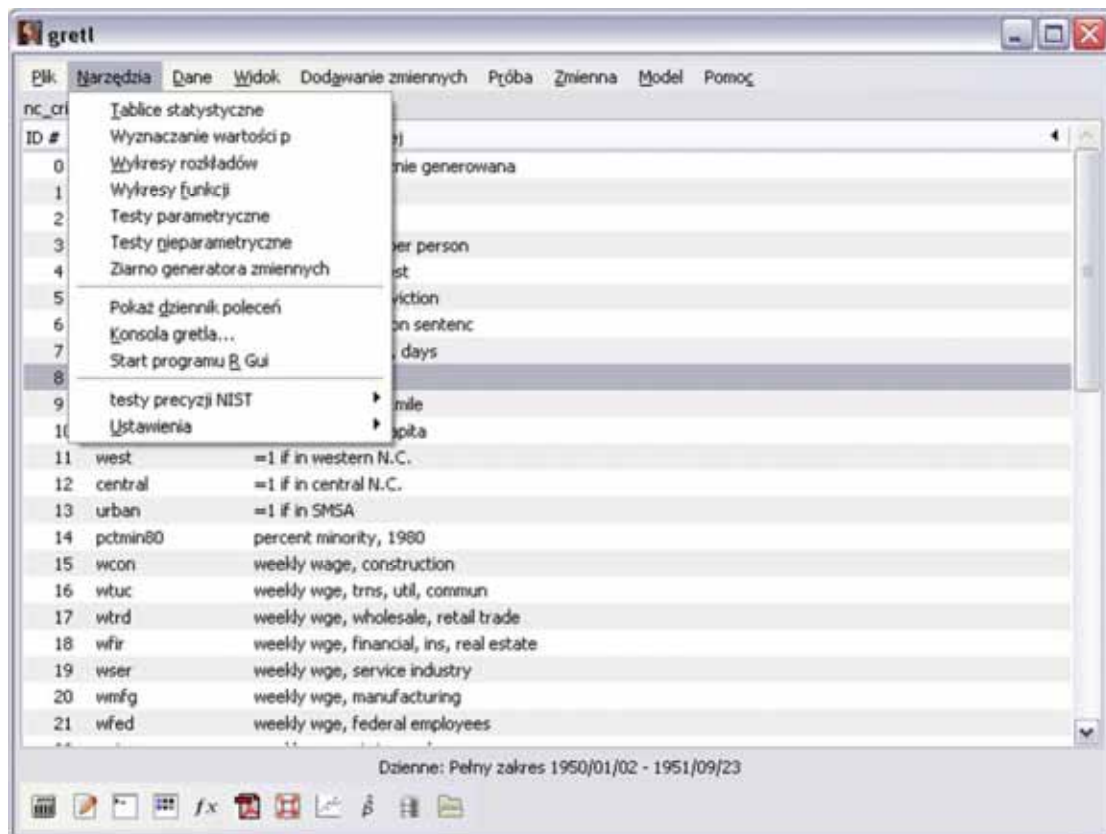 gretl
Plik Narzędzia Dane Widok Dodawanie zmiennych Próba Zmienna Model Pomoc
nc_cri
ID #
Tablice statystyczne
Wyznaczanie wartości p
Wykresy rozkładów
Wykresy funkcji
Testy parametryczne
Testy nieparametryczne
Ziarno generatora zmiennych
Pokaż dziennik poleceń
Konsola gretla...
Start programu R Gui
testy precyzji NIST
Ustawienia
0 znie generowana
1
2
3 per person
4 st
5 viction
6 on sentenc
7 , days
8
9 mile
10 apita
11 west =1 if in western N.C.
12 central =1 if in central N.C.
13 urban =1 if in SMSA
14 pctmin80 percent minority, 1980
15 wcon weekly wage, construction
16 wtuc weekly wge, trns, util, commun
17 wtrd weekly wge, wholesale, retail trade
18 wfir weekly wge, financial, ins, real estate
19 wser weekly wge, service industry
20 wmfg weekly wge, manufacturing
21 wfed weekly wge, federal employees
Dzienne: Pełny zakres 1950/01/02 - 1951/09/23
fx
β̂